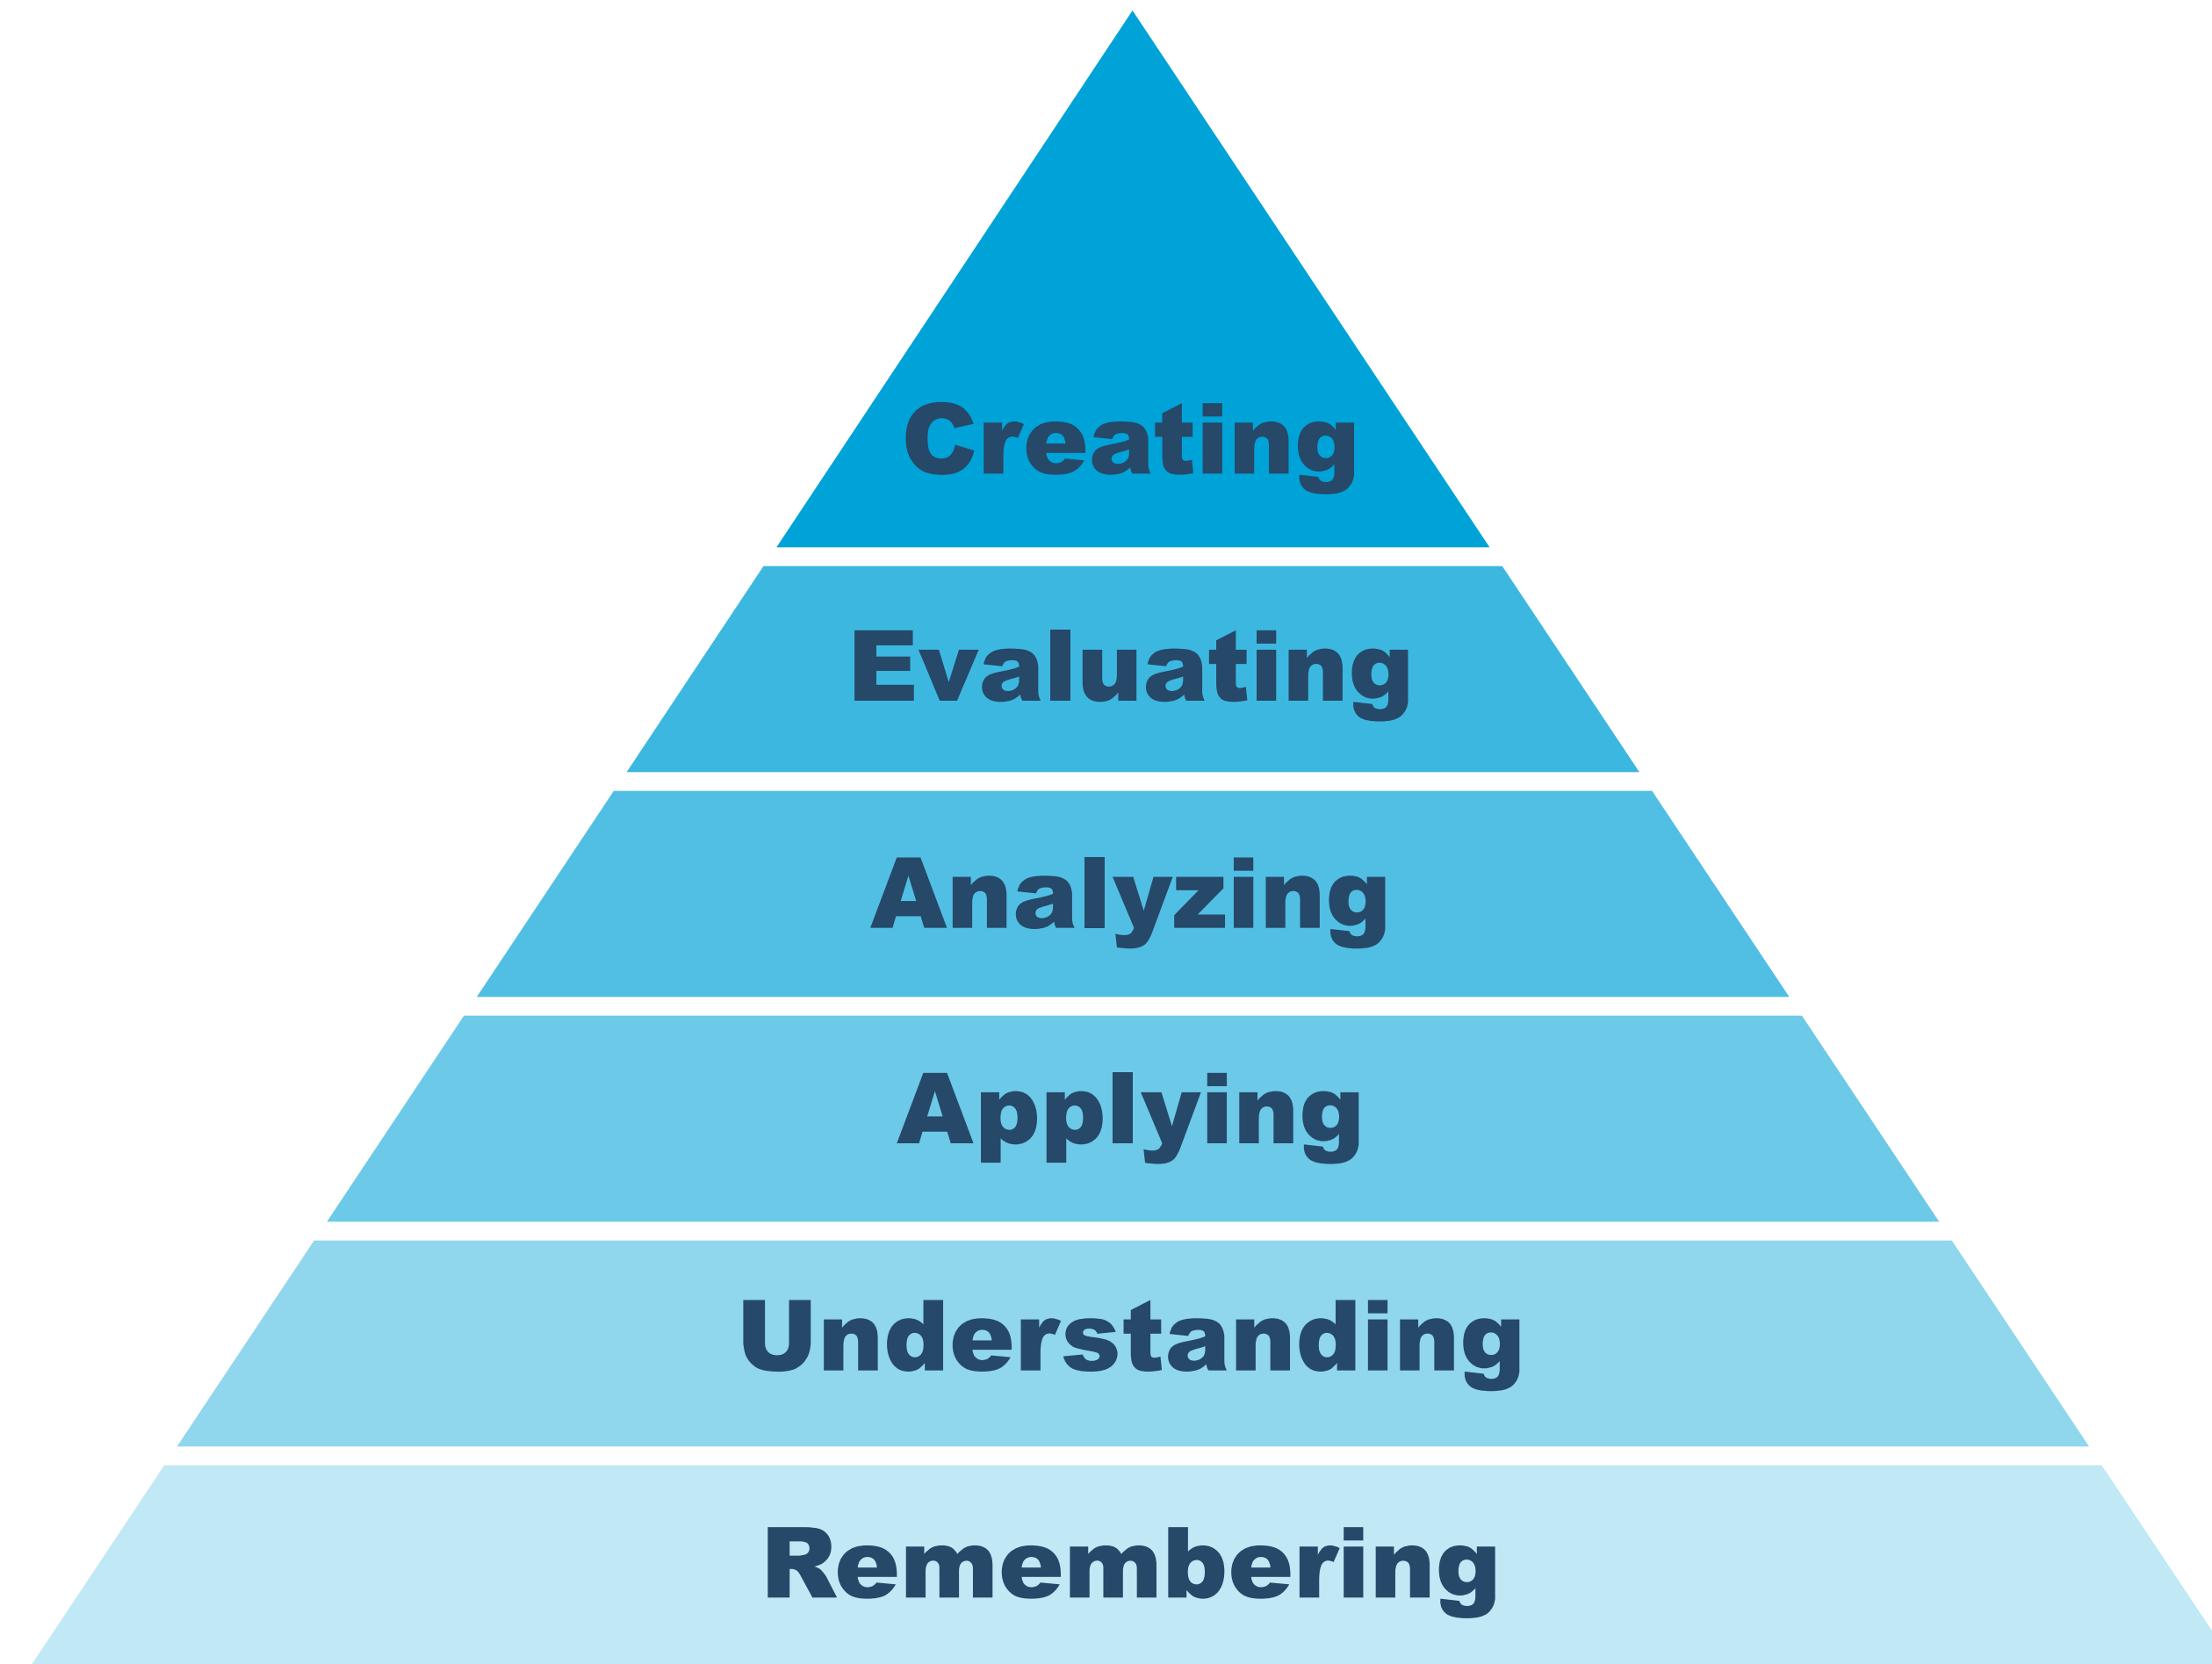 Creating
Evaluating
Analyzing
Applying
Understanding
Remembering